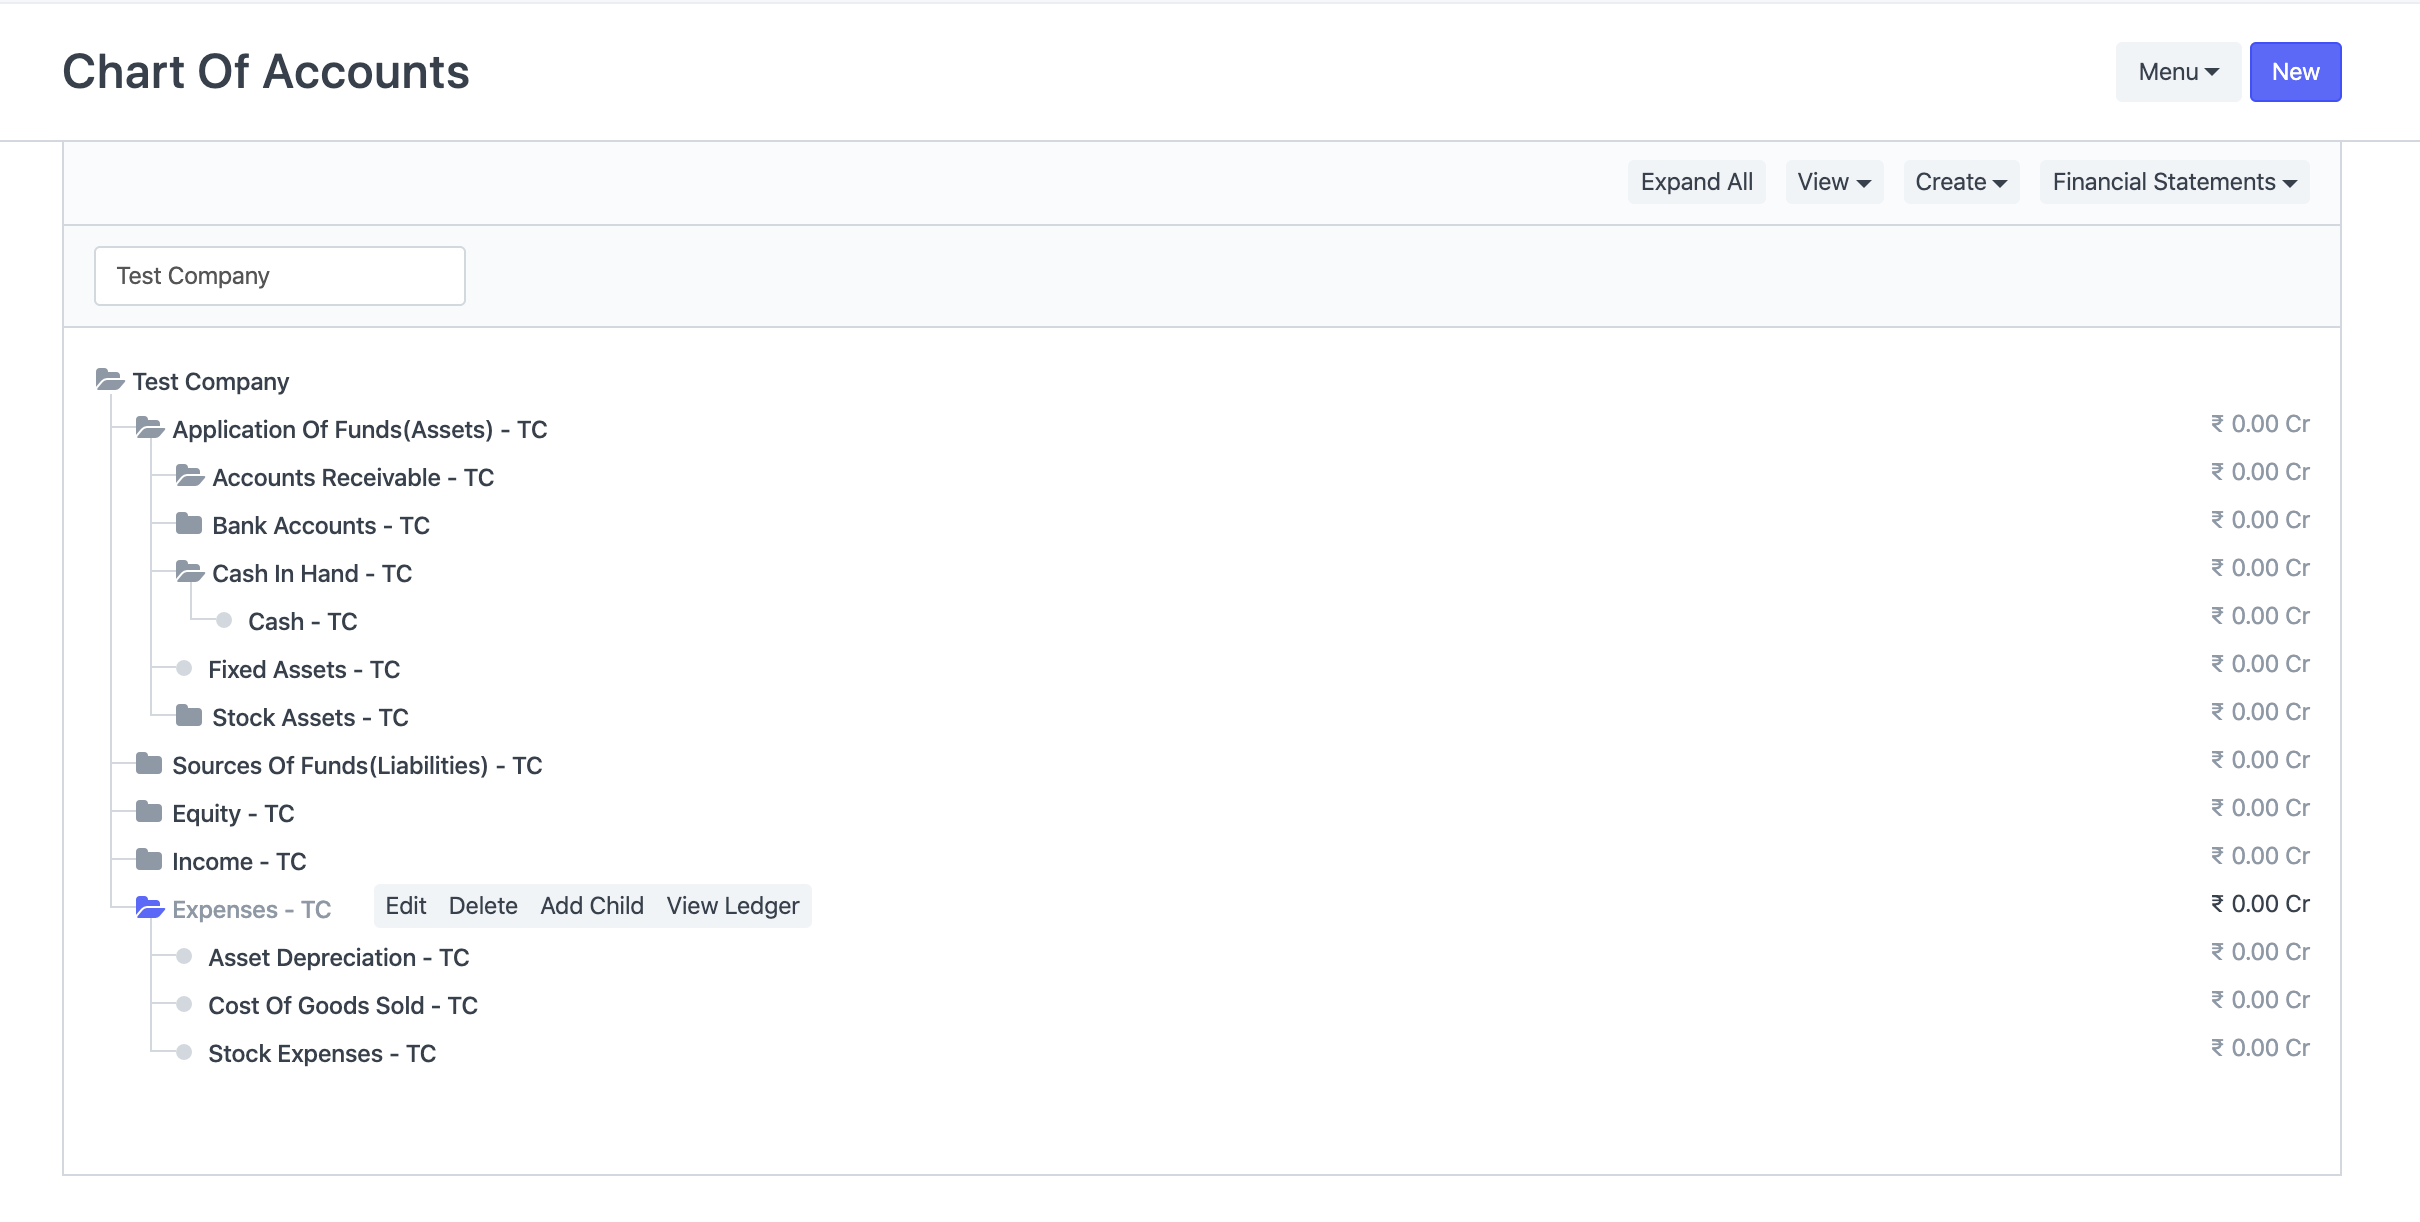 Chart Of Accounts
Menu
New
Expand All View Create Financial Statements
Test Company
Test Company
Application Of Funds(Assets) - TC ₹ 0.00 Cr
Accounts Receivable - TC ₹ 0.00 Cr
Bank Accounts - TC ₹ 0.00 Cr
Cash In Hand - TC ₹ 0.00 Cr
Cash - TC ₹ 0.00 Cr
Fixed Assets - TC ₹ 0.00 Cr
Stock Assets - TC ₹ 0.00 Cr
Sources Of Funds(Liabilities) - TC ₹ 0.00 Cr
Equity - TC ₹ 0.00 Cr
Income - TC ₹ 0.00 Cr
Expenses - TC Edit Delete Add Child View Ledger ₹ 0.00 Cr
Asset Depreciation - TC ₹ 0.00 Cr
Cost Of Goods Sold - TC ₹ 0.00 Cr
Stock Expenses - TC ₹ 0.00 Cr